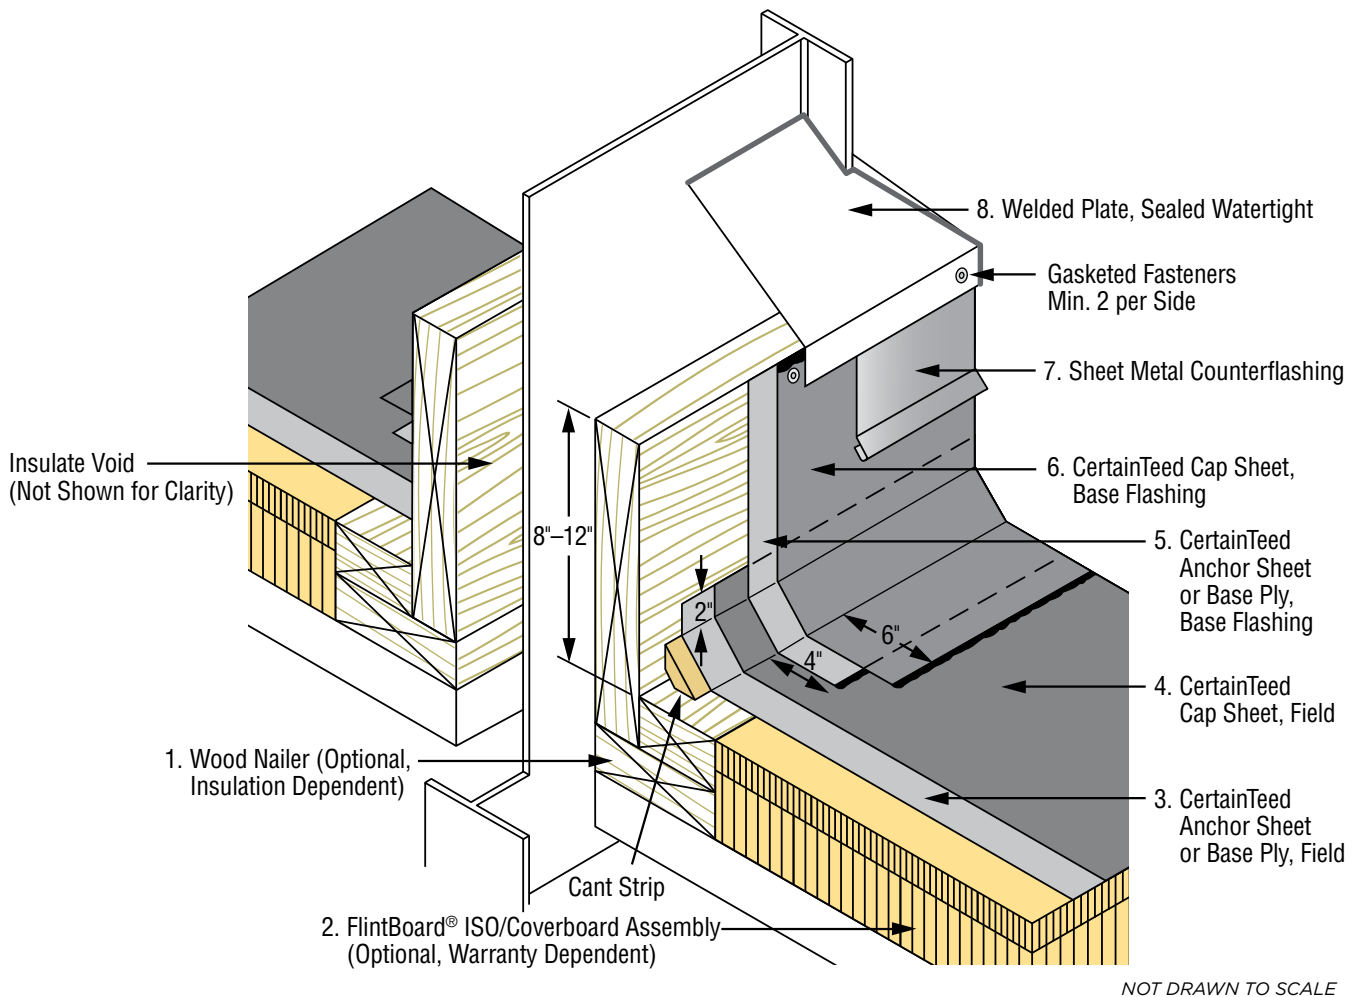 8. Welded Plate, Sealed Watertight
Gasketed Fasteners
Min. 2 per Side
7. Sheet Metal Counterflashing
6. CertainTeed Cap Sheet,
Base Flashing
5. CertainTeed
Anchor Sheet
or Base Ply,
Base Flashing
4. CertainTeed
Cap Sheet, Field
3. CertainTeed
Anchor Sheet
or Base Ply, Field
Insulate Void
(Not Shown for Clarity)
8"–12"
2"
6"
4"
1. Wood Nailer (Optional,
Insulation Dependent)
Cant Strip
2. FlintBoard® ISO/Coverboard Assembly
(Optional, Warranty Dependent)
NOT DRAWN TO SCALE